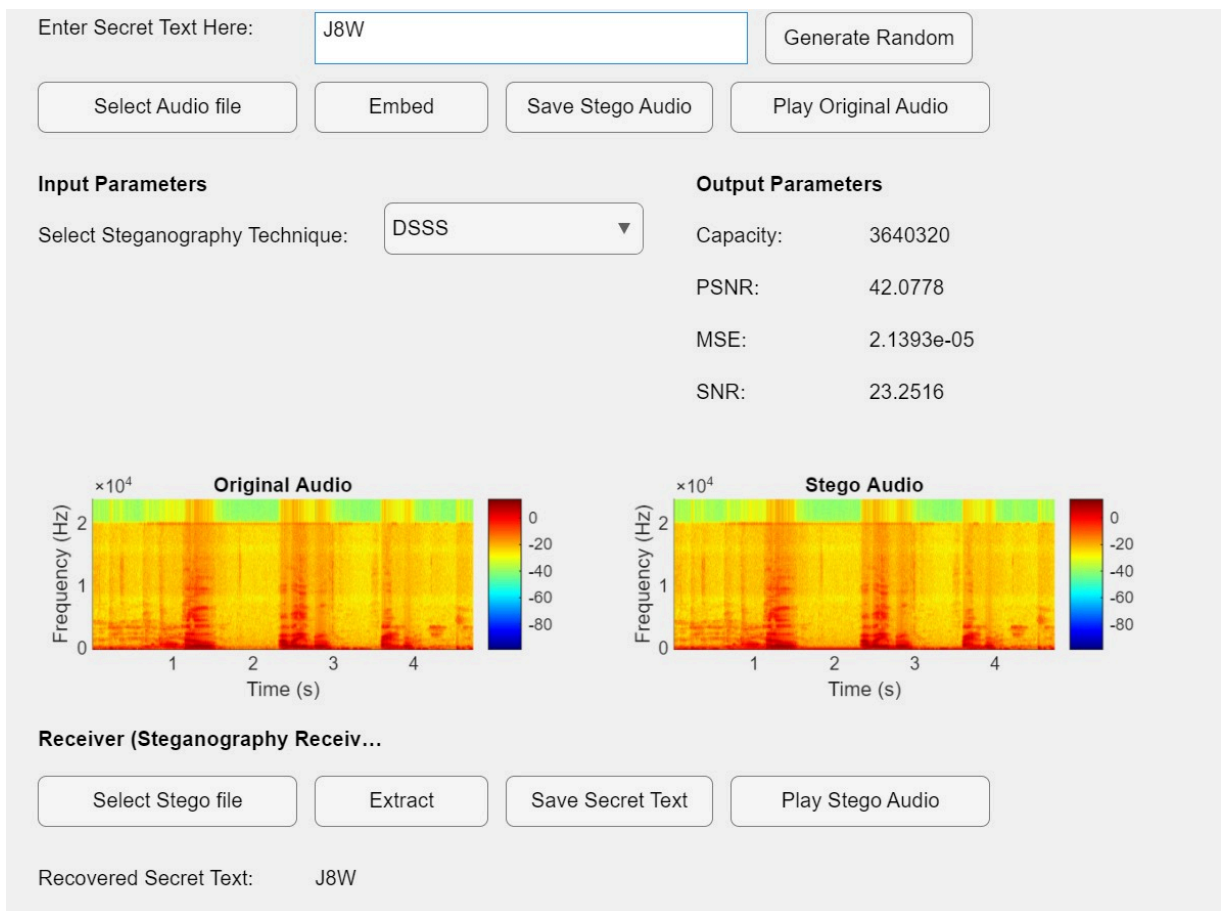 Enter Secret Text Here: J8W Generate Random
Select Audio file Embed Save Stego Audio Play Original Audio
Input Parameters Output Parameters
Select Steganography Technique: DSSS ▼ Capacity: 3640320
PSNR: 42.0778
MSE: 2.1393e-05
SNR: 23.2516
×10⁴ Original Audio
Frequency (Hz)
2
1
0
1 2 3 4
Time (s)
0
-20
-40
-60
-80
×10⁴ Stego Audio
Frequency (Hz)
2
1
0
1 2 3 4
Time (s)
0
-20
-40
-60
-80
Receiver (Steganography Receiv...
Select Stego file Extract Save Secret Text Play Stego Audio
Recovered Secret Text: J8W